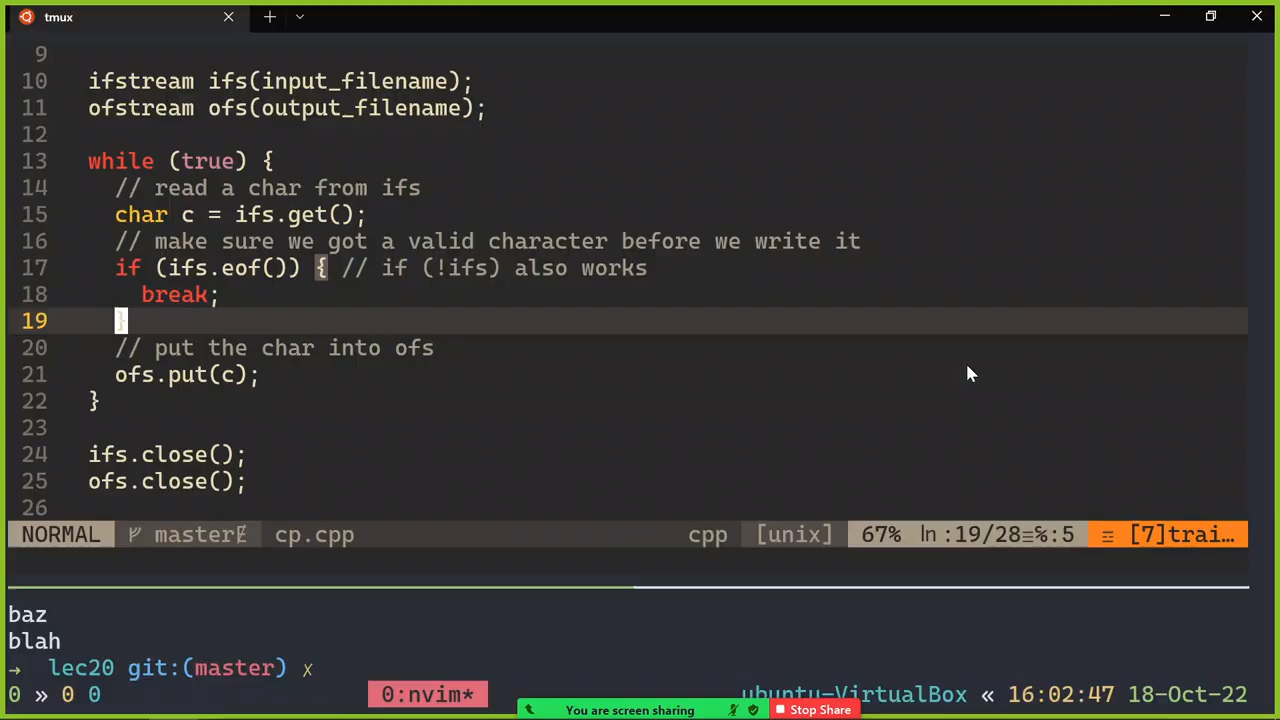 tmux
9
10 ifstream ifs(input_filename);
11 ofstream ofs(output_filename);
12
13 while (true) {
14 // read a char from ifs
15 char c = ifs.get();
16 // make sure we got a valid character before we write it
17 if (ifs.eof()) { // if (!ifs) also works
18 break;
19 }
20 // put the char into ofs
21 ofs.put(c);
22 }
23
24 ifs.close();
25 ofs.close();
26
NORMAL master cp.cpp cpp [unix] 67% ln:19/28≡℅:5 ☲ [7]trai…
baz
blah
→ lec20 git:(master) ✗
0 » 0 0 0:nvim* ubuntu-VirtualBox « 16:02:47 18-Oct-22
You are screen sharing Stop Share